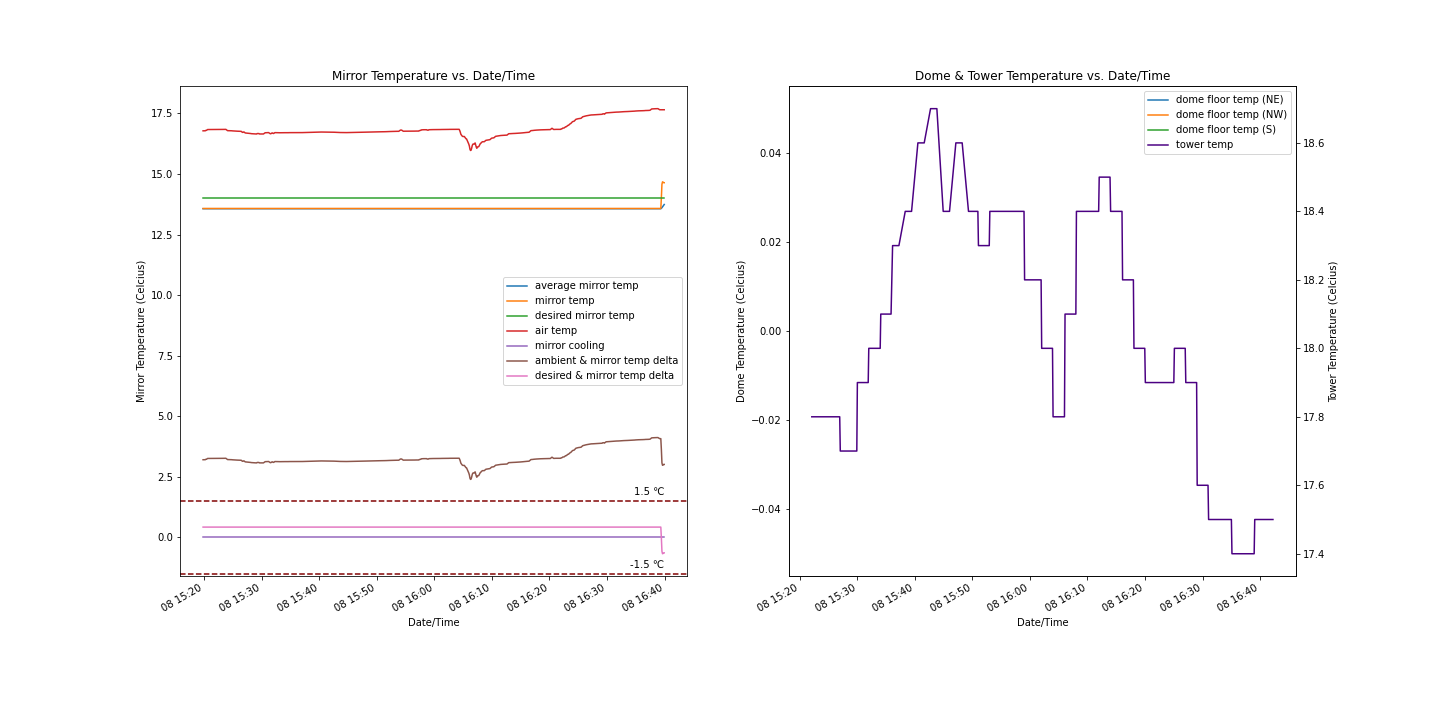 Mirror Temperature vs. Date/Time
Mirror Temperature (Celcius)
17.5
15.0
12.5
10.0
7.5
5.0
2.5
0.0
average mirror temp
mirror temp
desired mirror temp
air temp
mirror cooling
ambient & mirror temp delta
desired & mirror temp delta
1.5 °C
-1.5 °C
08 15:20
08 15:30
08 15:40
08 15:50
08 16:00
08 16:10
08 16:20
08 16:30
08 16:40
Date/Time
Dome & Tower Temperature vs. Date/Time
Dome Temperature (Celcius)
0.04
0.02
0.00
−0.02
−0.04
dome floor temp (NE)
dome floor temp (NW)
dome floor temp (S)
tower temp
18.6
18.4
18.2
18.0
17.8
17.6
17.4
Tower Temperature (Celcius)
08 15:20
08 15:30
08 15:40
08 15:50
08 16:00
08 16:10
08 16:20
08 16:30
08 16:40
Date/Time